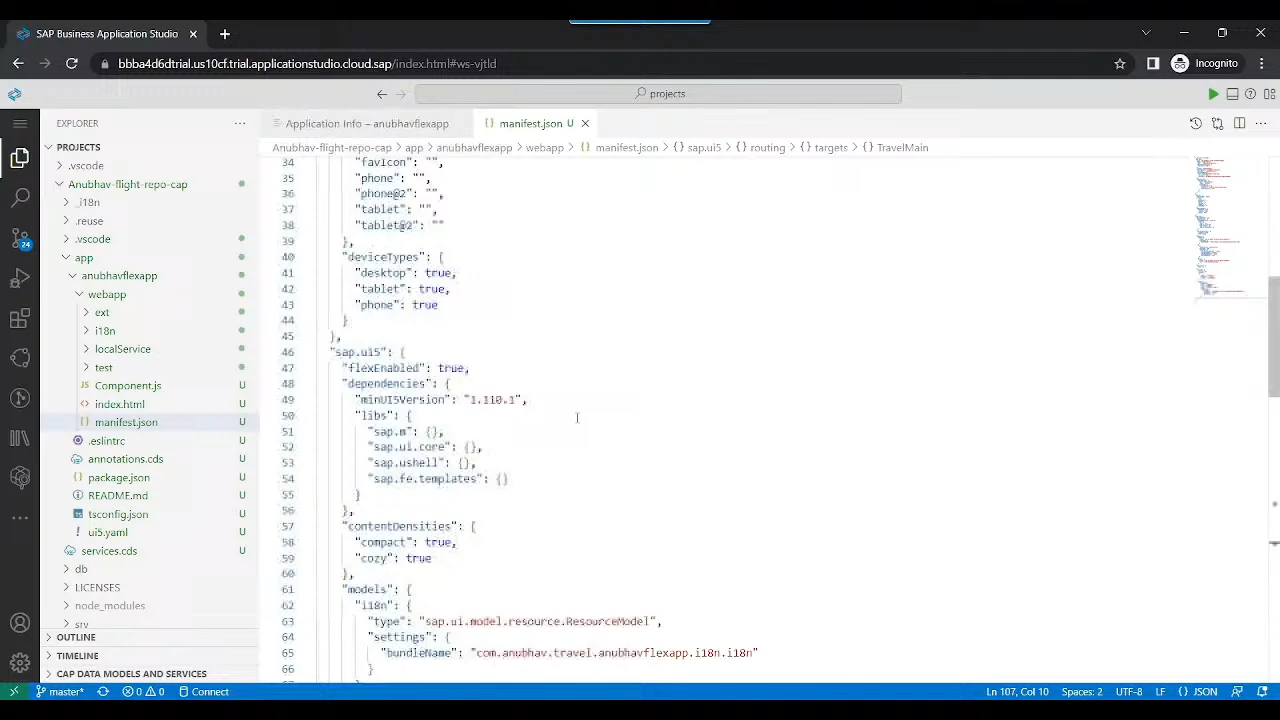 SAP Business Application Studio
bbba4d6dtrial.us10cf.trial.applicationstudio.cloud.sap/index.html#ws-vjtld
Incognito
projects
EXPLORER
PROJECTS
.vscode
Anubhav-flight-repo-cap
_i18n
.reuse
.vscode
app
anubhavflexapp
webapp
ext
i18n
localService
test
JS Component.js U
index.html U
{} manifest.json U
.eslintrc U
annotations.cds U
{} package.json U
README.md U
tsconfig.json U
! ui5.yaml U
services.cds U
db
LICENSES
node_modules
srv
OUTLINE
TIMELINE
CAP DATA MODELS AND SERVICES
24
Application Info – anubhavflexapp
{} manifest.json U
Anubhav-flight-repo-cap > app > anubhavflexapp > webapp > {} manifest.json > {} sap.ui5 > {} routing > {} targets > {} TravelMain
34 "favIcon": "",
35 "phone": "",
36 "phone@2": "",
37 "tablet": "",
38 "tablet@2": ""
39 },
40 "deviceTypes": {
41 "desktop": true,
42 "tablet": true,
43 "phone": true
44 }
45 },
46 "sap.ui5": {
47 "flexEnabled": true,
48 "dependencies": {
49 "minUI5Version": "1.110.1",
50 "libs": {
51 "sap.m": {},
52 "sap.ui.core": {},
53 "sap.ushell": {},
54 "sap.fe.templates": {}
55 }
56 },
57 "contentDensities": {
58 "compact": true,
59 "cozy": true
60 },
61 "models": {
62 "i18n": {
63 "type": "sap.ui.model.resource.ResourceModel",
64 "settings": {
65 "bundleName": "com.anubhav.travel.anubhavflexapp.i18n.i18n"
66 }
master*
0 0
Connect
Ln 107, Col 10
Spaces: 2
UTF-8
LF
{} JSON